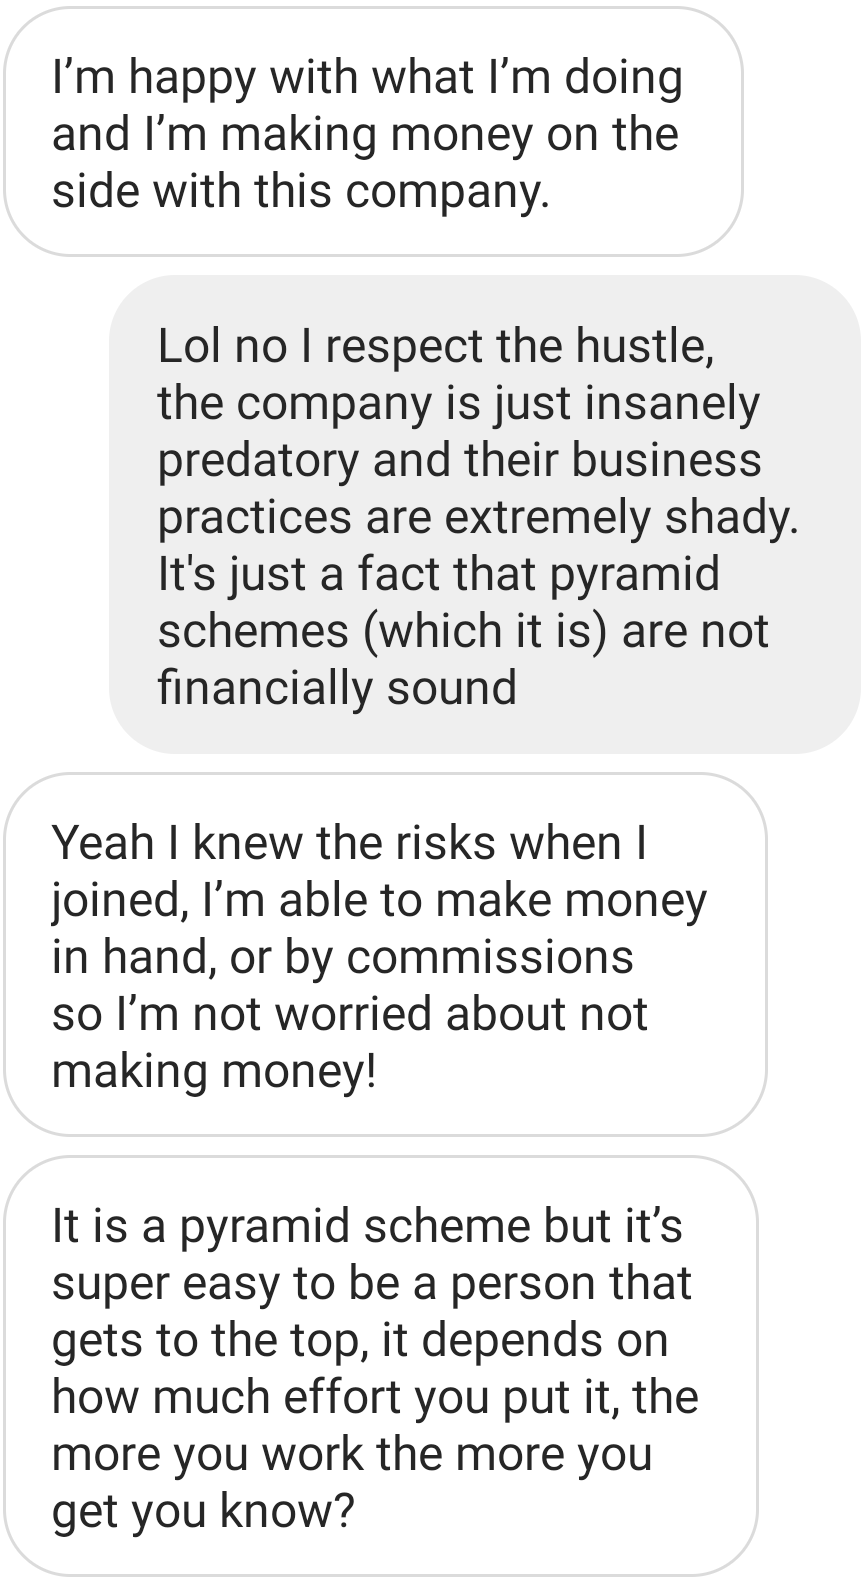 I’m happy with what I’m doing
and I’m making money on the
side with this company.
Lol no I respect the hustle,
the company is just insanely
predatory and their business
practices are extremely shady.
It's just a fact that pyramid
schemes (which it is) are not
financially sound
Yeah I knew the risks when I
joined, I’m able to make money
in hand, or by commissions
so I’m not worried about not
making money!
It is a pyramid scheme but it’s
super easy to be a person that
gets to the top, it depends on
how much effort you put it, the
more you work the more you
get you know?